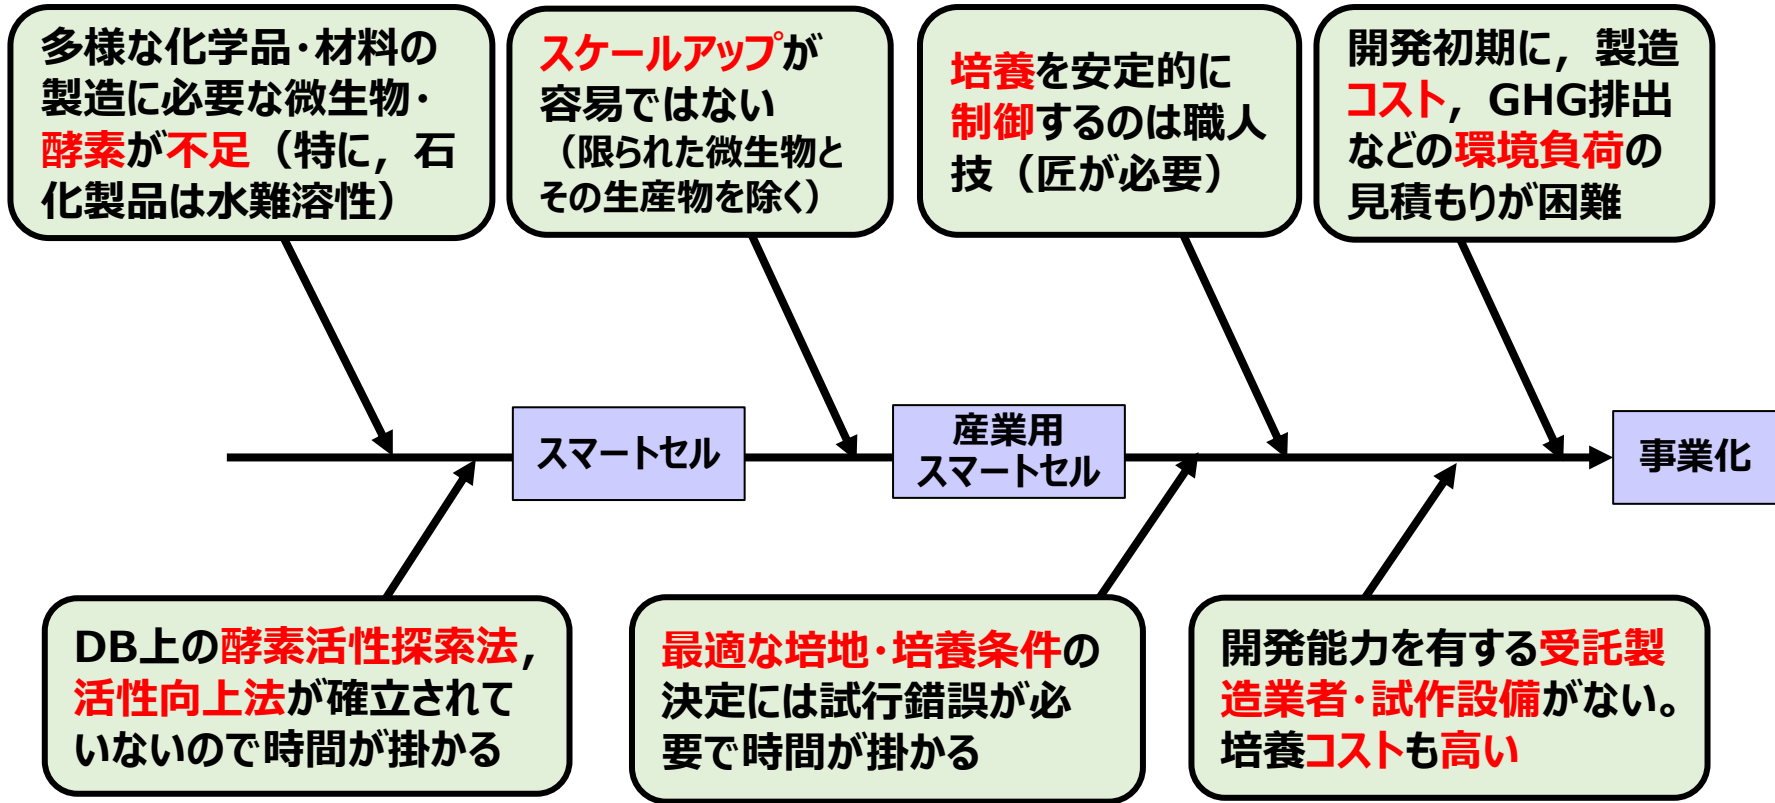 多様な化学品・材料の
製造に必要な微生物・
酵素が不足（特に，石
化製品は水難溶性）
スケールアップが
容易ではない
（限られた微生物と
その生産物を除く）
培養を安定的に
制御するのは職人
技（匠が必要）
開発初期に，製造
コスト，GHG排出
などの環境負荷の
見積もりが困難
スマートセル
産業用
スマートセル
事業化
DB上の酵素活性探索法，
活性向上法が確立されて
いないので時間が掛かる
最適な培地・培養条件の
決定には試行錯誤が必
要で時間が掛かる
開発能力を有する受託製
造業者・試作設備がない。
培養コストも高い